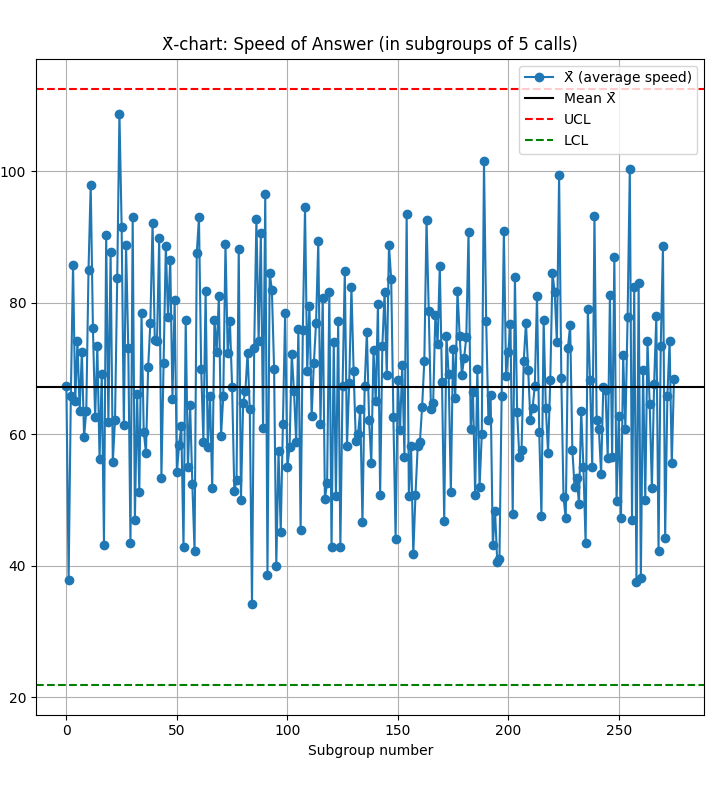 X̄-chart: Speed of Answer (in subgroups of 5 calls)
X̄ (average speed)
Mean X̄
UCL
LCL
100
80
60
40
20
0
50
100
150
200
250
Subgroup number